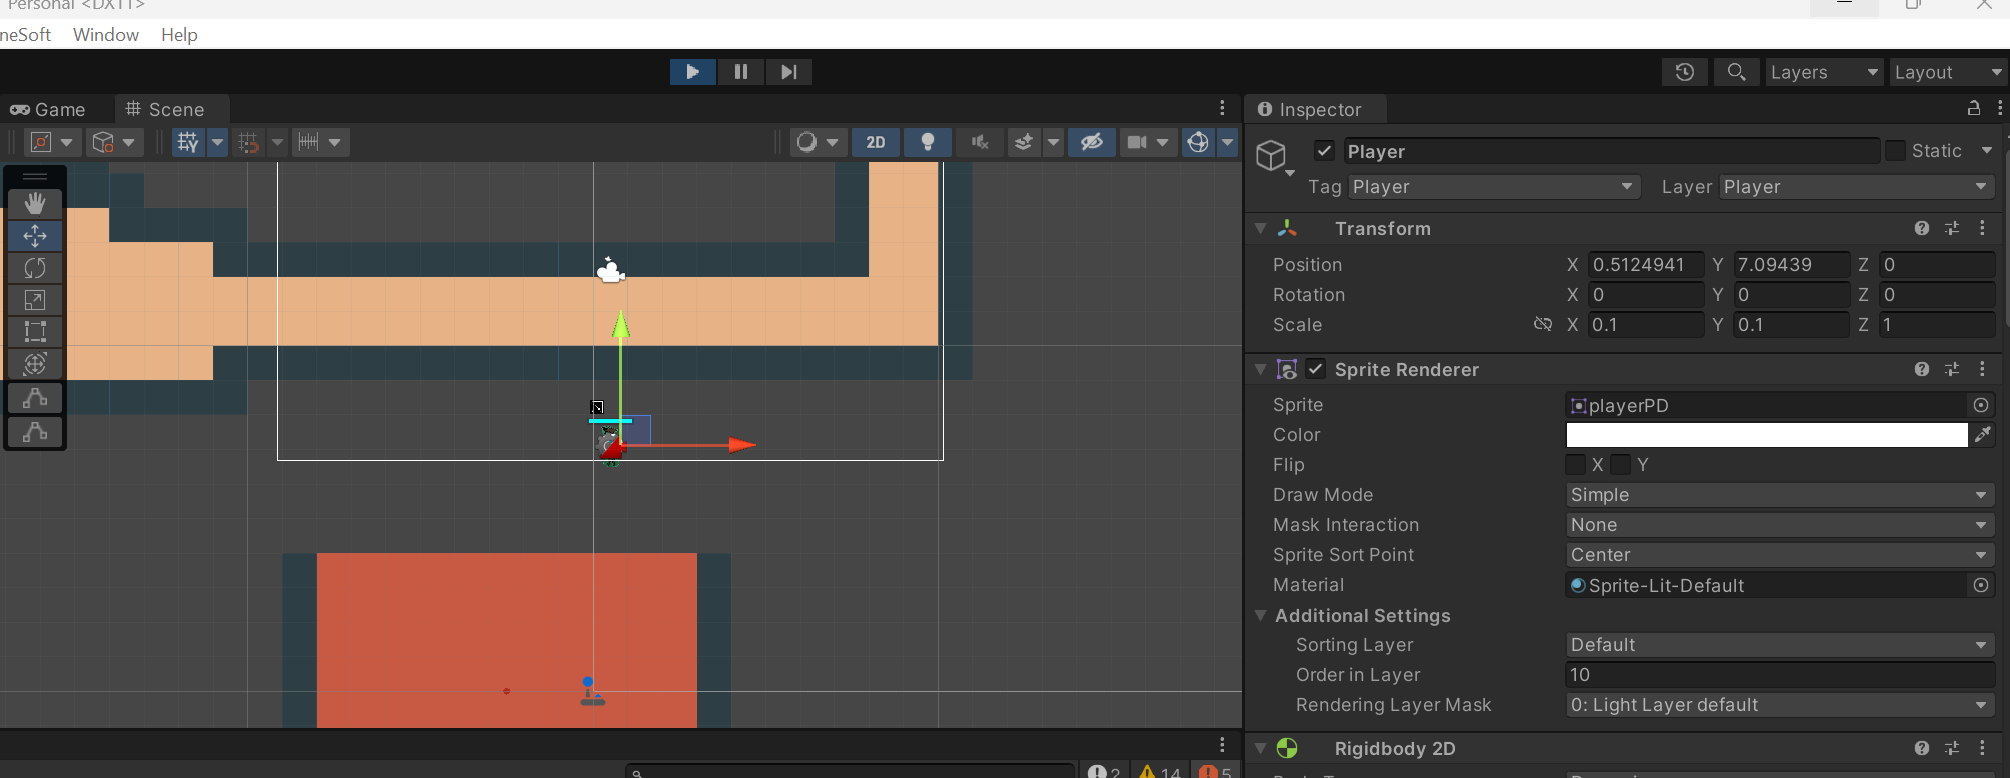 Personal <DX11>
neSoft Window Help
Layers Layout
Game Scene
Inspector
2D
Player Static
Tag Player Layer Player
Transform
Position X 0.5124941 Y 7.09439 Z 0
Rotation X 0 Y 0 Z 0
Scale X 0.1 Y 0.1 Z 1
Sprite Renderer
Sprite playerPD
Color
Flip X Y
Draw Mode Simple
Mask Interaction None
Sprite Sort Point Center
Material Sprite-Lit-Default
Additional Settings
Sorting Layer Default
Order in Layer 10
Rendering Layer Mask 0: Light Layer default
Rigidbody 2D
2 14 5